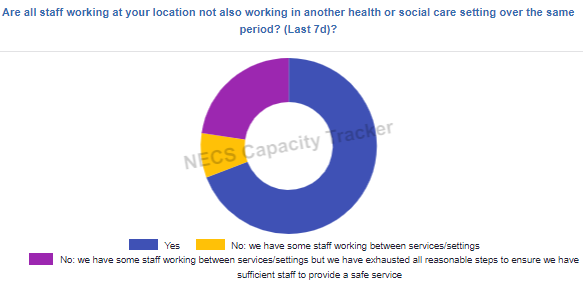 Are all staff working at your location not also working in another health or social care setting over the same
period? (Last 7d)?
NECS Capacity Tracker
Yes
No: we have some staff working between services/settings
No: we have some staff working between services/settings but we have exhausted all reasonable steps to ensure we have
sufficient staff to provide a safe service